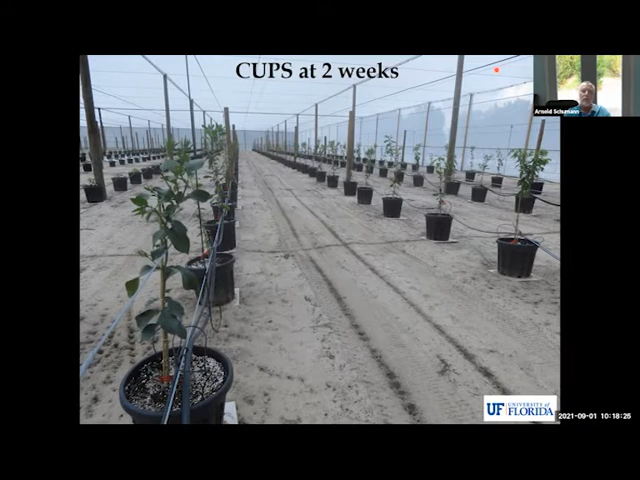 CUPS at 2 weeks
Arnold Schumann
UF UNIVERSITY of
FLORIDA
2021-09-01 10:18:25